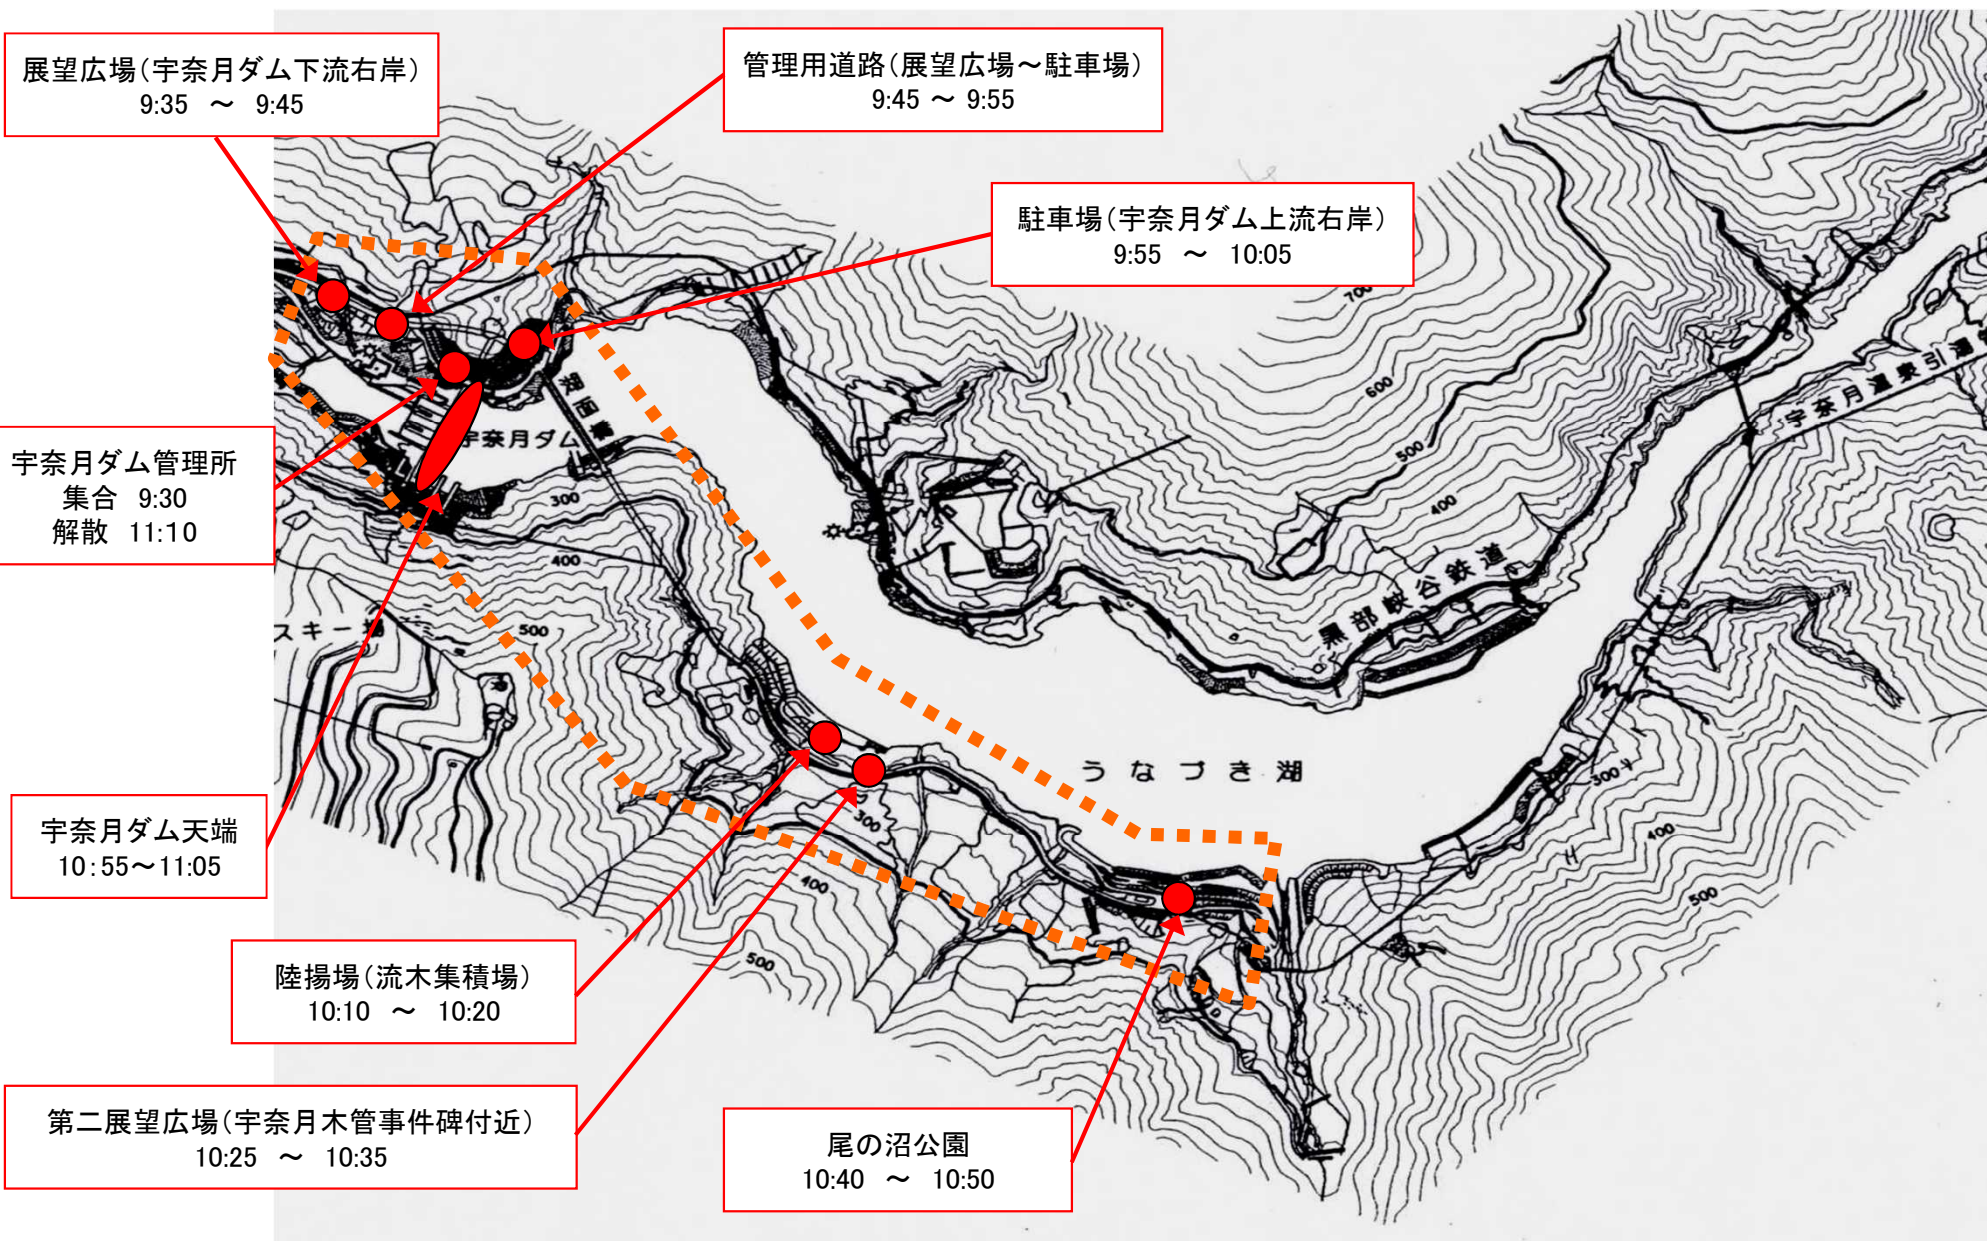 展望広場(宇奈月ダム下流右岸)
9:35 ～ 9:45
管理用道路(展望広場～駐車場)
9:45 ～ 9:55
駐車場(宇奈月ダム上流右岸)
9:55 ～ 10:05
700
600
500
400
宇奈月温泉引湯管
湖面橋
宇奈月ダム
宇奈月ダム管理所
集合 9:30
解散 11:10
300
400
500
スキー場
黒部峡谷鉄道
うなづき湖
300
300
400
500
宇奈月ダム天端
10:55～11:05
400
500
陸揚場(流木集積場)
10:10 ～ 10:20
第二展望広場(宇奈月木管事件碑付近)
10:25 ～ 10:35
尾の沼公園
10:40 ～ 10:50